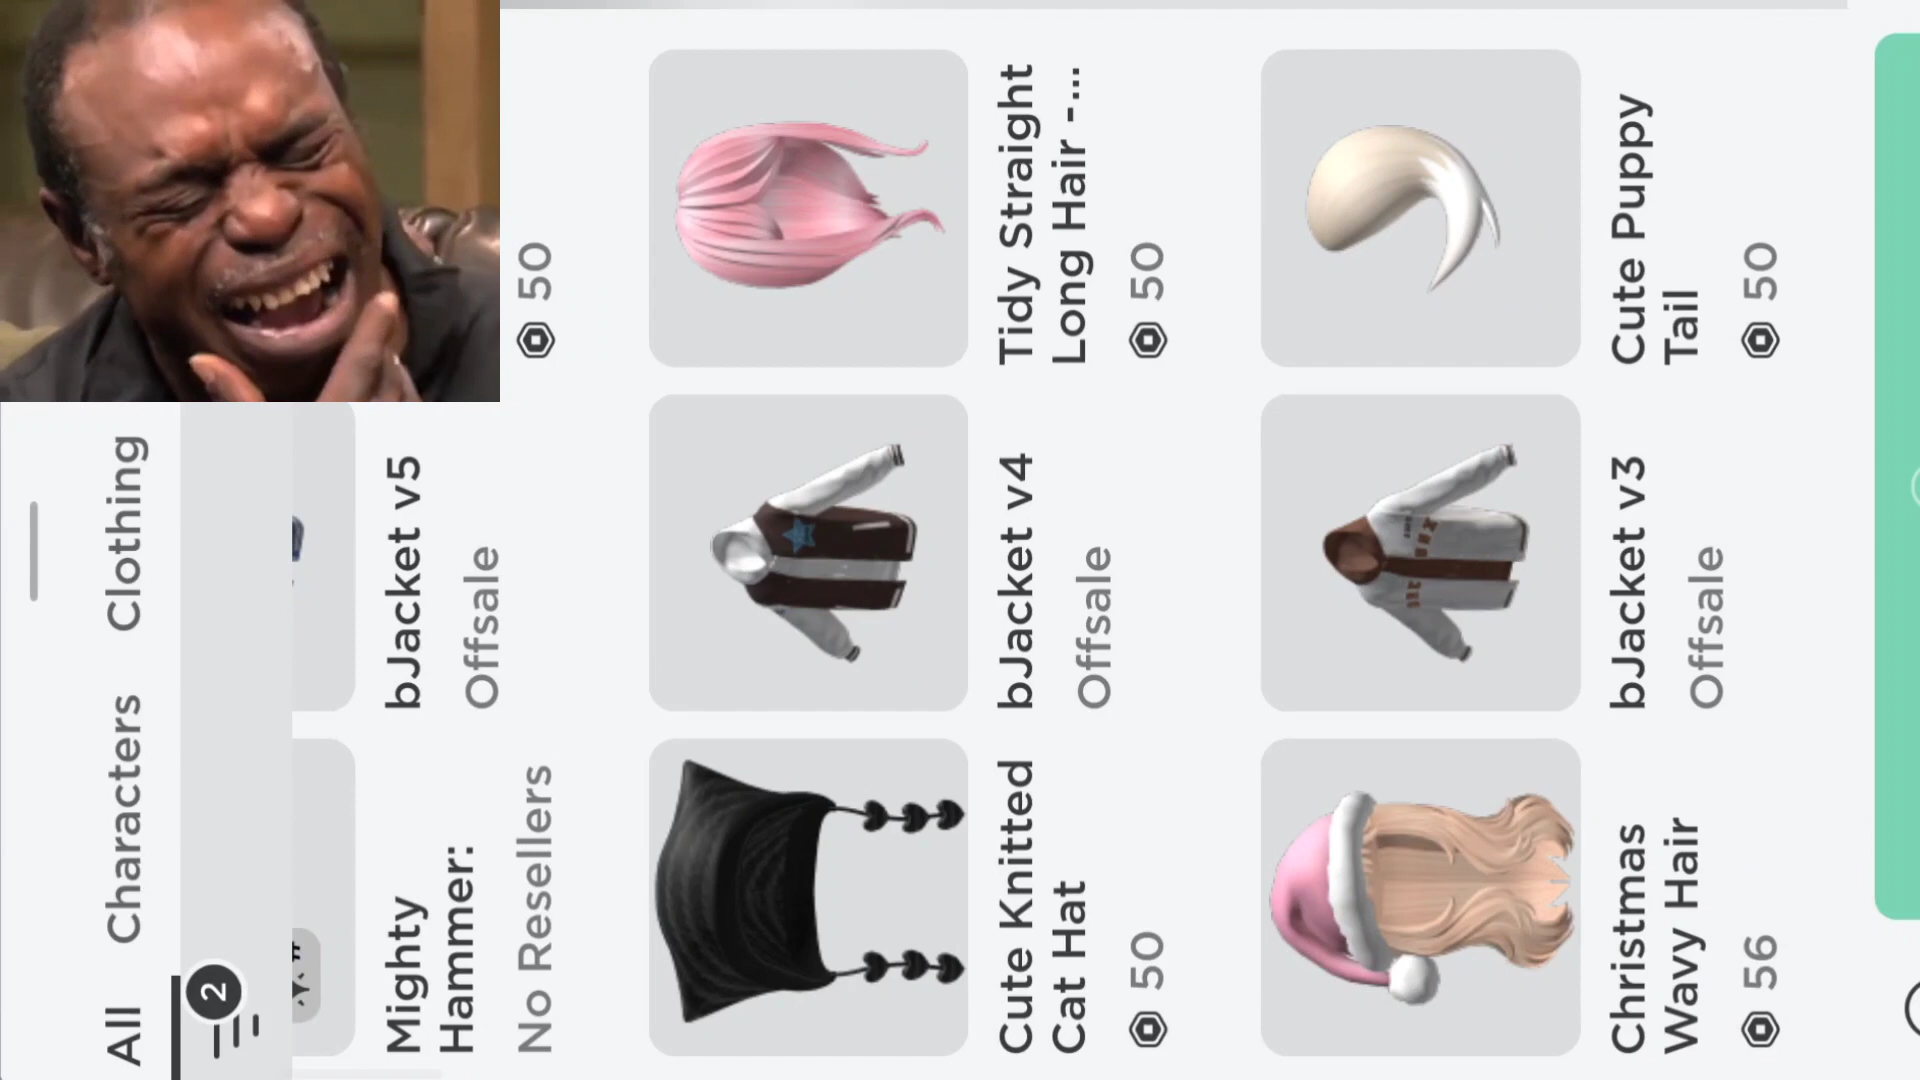 All
Characters
Clothing
2
#
Mighty
Hammer:
No Resellers
bJacket v5
Offsale
50
Cute Knitted
Cat Hat
50
bJacket v4
Offsale
Tidy Straight
Long Hair -...
50
Christmas
Wavy Hair
56
bJacket v3
Offsale
Cute Puppy
Tail
50